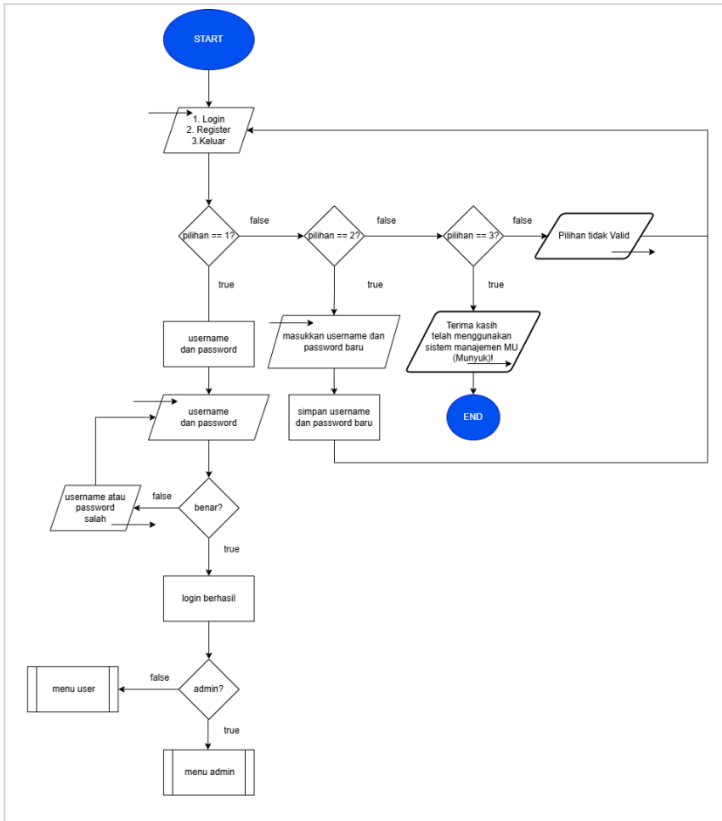 START
1. Login
2. Register
3.Keluar
false
false
false
pilihan == 1?
pilihan == 2?
pilihan == 3?
Pilihan tidak Valid
true
true
true
username
dan password
masukkan username dan
password baru
Terima kasih
telah menggunakan
sistem manajemen MU
(Munyuk)!
username
dan password
simpan username
dan password baru
END
username atau
password
salah
false
benar?
true
login berhasil
false
menu user
admin?
true
menu admin